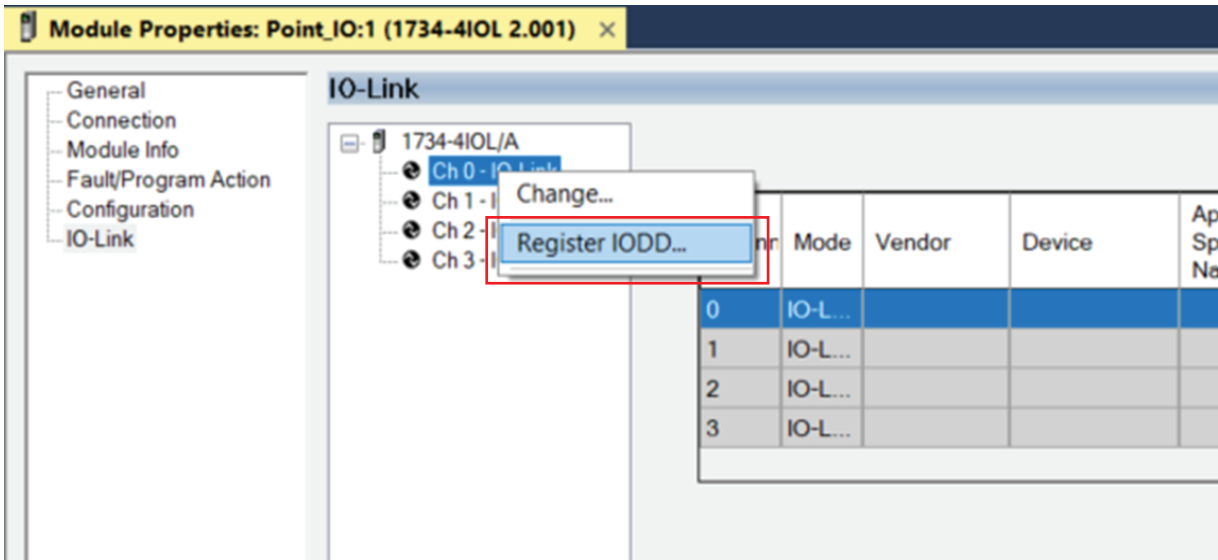 Module Properties: Point_IO:1 (1734-4IOL 2.001) ×
General
Connection
Module Info
Fault/Program Action
Configuration
IO-Link
IO-Link
1734-4IOL/A
Ch 0 - IO-Link
Ch 1 - I
Ch 2 - I
Ch 3 - I
Change...
Register IODD...
Mode Vendor Device
Ap
Sp
Na
0 IO-L...
1 IO-L...
2 IO-L...
3 IO-L...